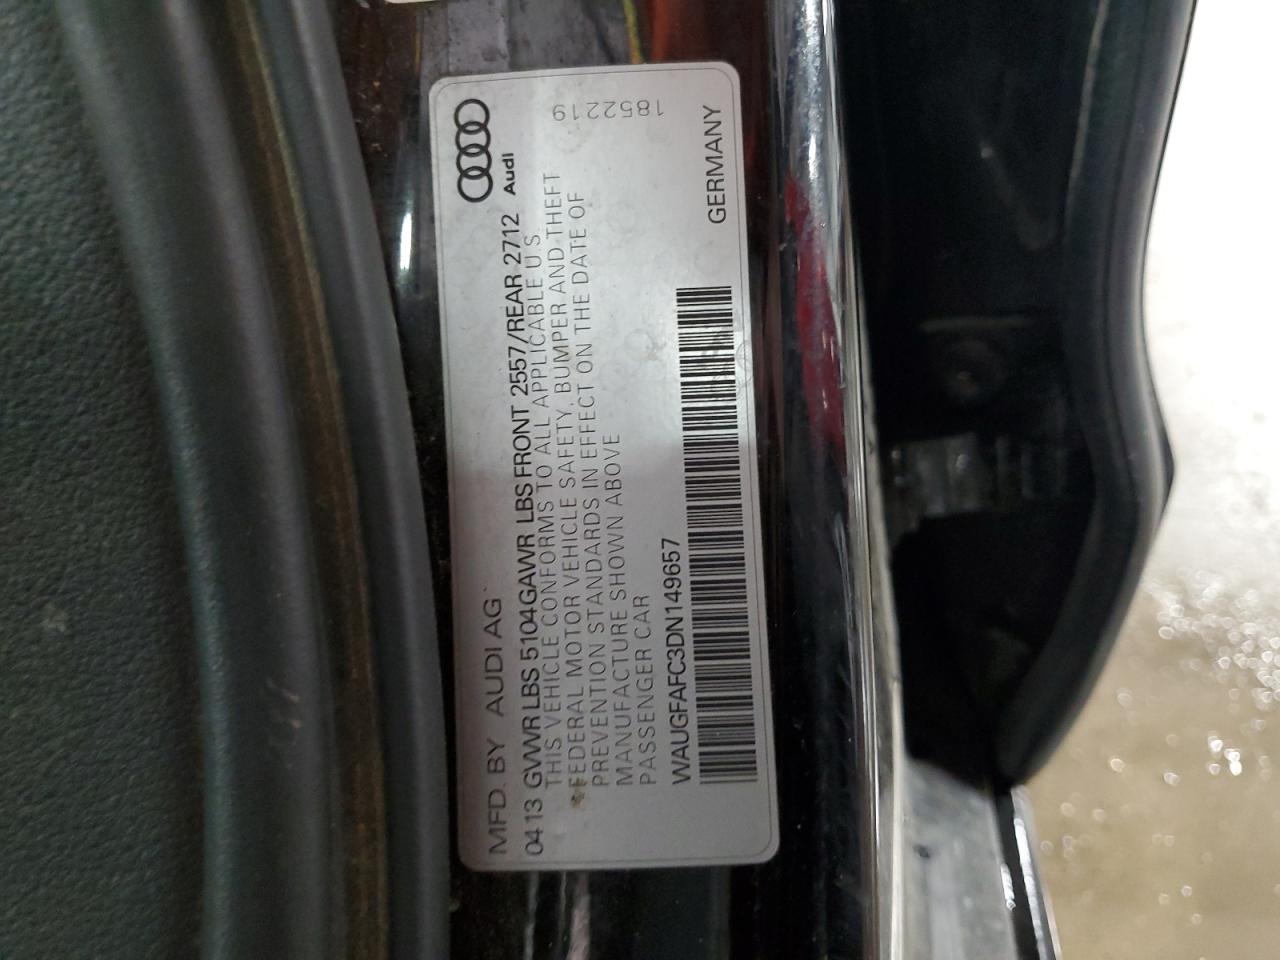 MFD. BY AUDI AG
Audi
04 13 GVWR LBS 5104GAWR LBS FRONT 2557/REAR 2712
THIS VEHICLE CONFORMS TO ALL APPLICABLE U.S.
FEDERAL MOTOR VEHICLE SAFETY, BUMPER AND THEFT
PREVENTION STANDARDS IN EFFECT ON THE DATE OF
MANUFACTURE SHOWN ABOVE
PASSENGER CAR
185219
WAUGFAFC3DN149657
GERMANY